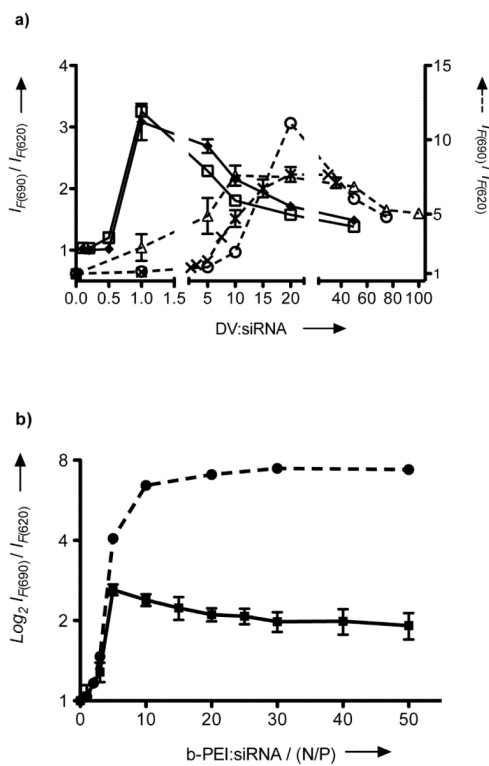 a)
I F(690) / I F(620)
4
3
2
1
15
10
5
1
I F(690) / I F(620)
0.0 0.5 1.0 1.5 5 10 15 20 40 60 80 100
DV:siRNA
b)
Log2 I F(690) / I F(620)
8
4
2
1
0 10 20 30 40 50
b-PEI:siRNA / (N/P)